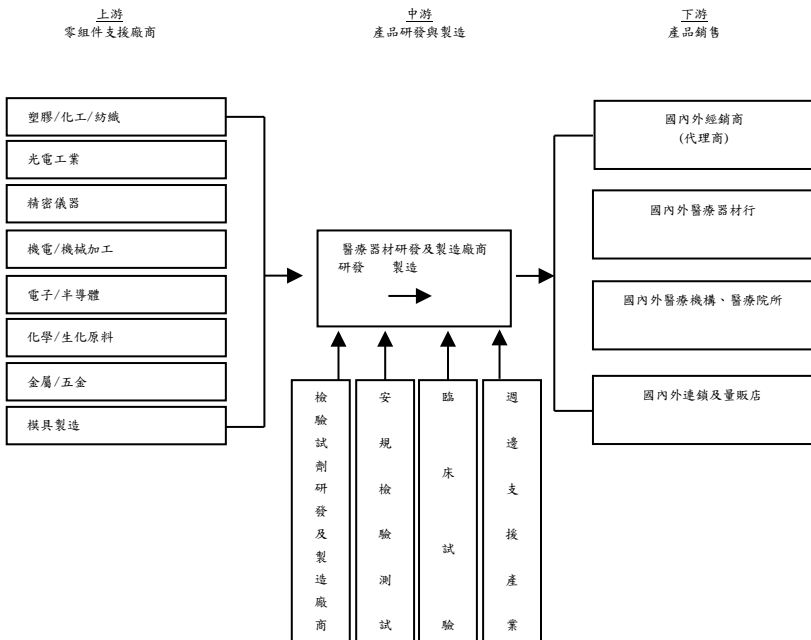 上游
零組件支援廠商
中游
產品研發與製造
下游
產品銷售
塑膠/化工/紡織
光電工業
精密儀器
機電/機械加工
電子/半導體
化學/生化原料
金屬/五金
模具製造
醫療器材研發及製造廠商
研發 製造
檢驗試劑研發及製造廠商
安規檢驗測試
臨床試驗
週邊支援產業
國內外經銷商
(代理商)
國內外醫療器材行
國內外醫療機構、醫療院所
國內外連鎖及量販店